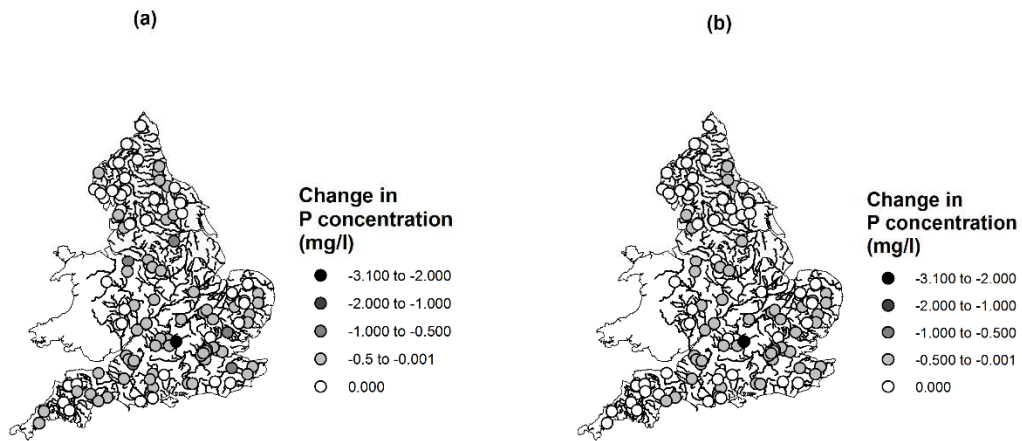 (a)
Change in
P concentration
(mg/l)
-3.100 to -2.000
-2.000 to -1.000
-1.000 to -0.500
-0.5 to -0.001
0.000
(b)
Change in
P concentration
(mg/l)
-3.100 to -2.000
-2.000 to -1.000
-1.000 to -0.500
-0.500 to -0.001
0.000